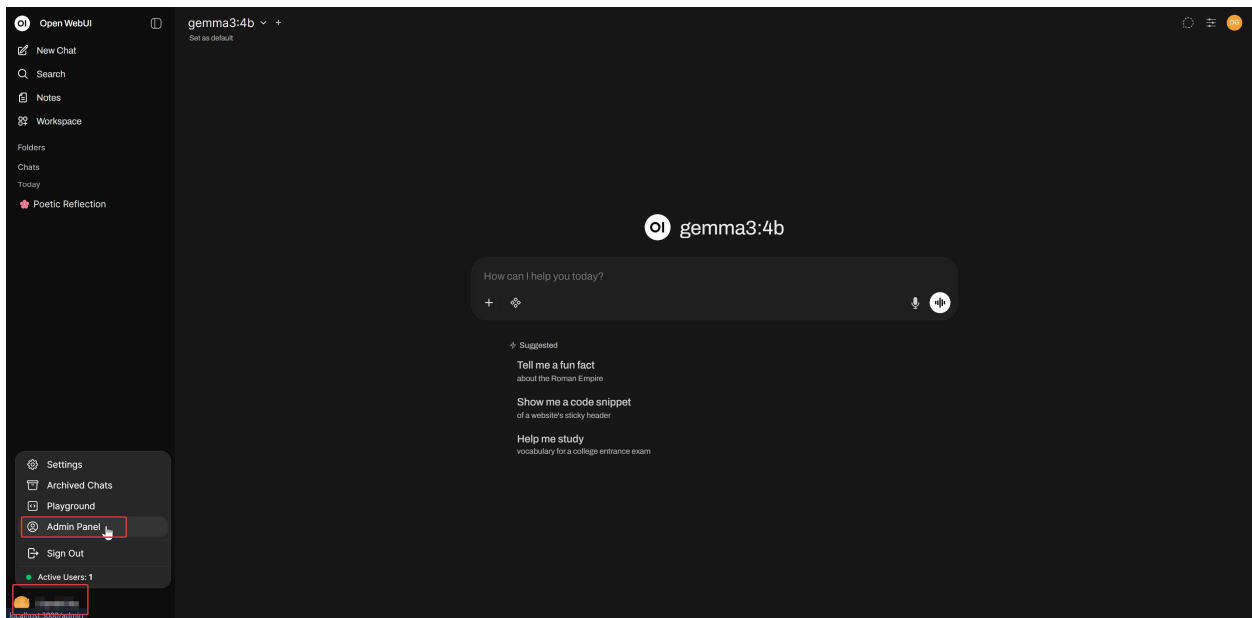 OI Open WebUI
New Chat
Search
Notes
Workspace
Folders
Chats
Today
Poetic Reflection
Settings
Archived Chats
Playground
Admin Panel
Sign Out
Active Users: 1
localhost:3000/admin
gemma3:4b
Set as default
DG
OI gemma3:4b
How can I help you today?
Suggested
Tell me a fun fact
about the Roman Empire
Show me a code snippet
of a website's sticky header
Help me study
vocabulary for a college entrance exam